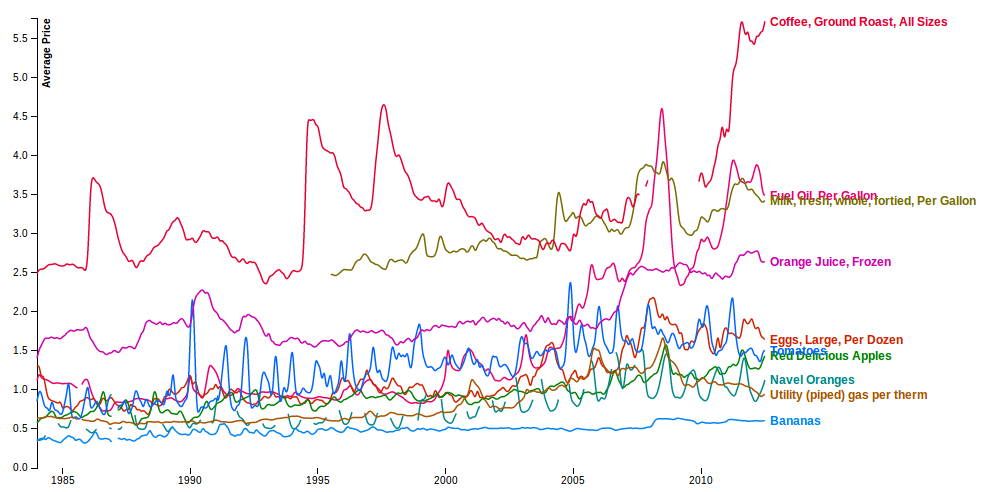 Average Price
5.5
5.0
4.5
4.0
3.5
3.0
2.5
2.0
1.5
1.0
0.5
0.0
1985
1990
1995
2000
2005
2010
Coffee, Ground Roast, All Sizes
Fuel Oil, Per Gallon
Milk, fresh, whole, fortied, Per Gallon
Orange Juice, Frozen
Eggs, Large, Per Dozen
Tomatoes
Red Delicious Apples
Navel Oranges
Utility (piped) gas per therm
Bananas